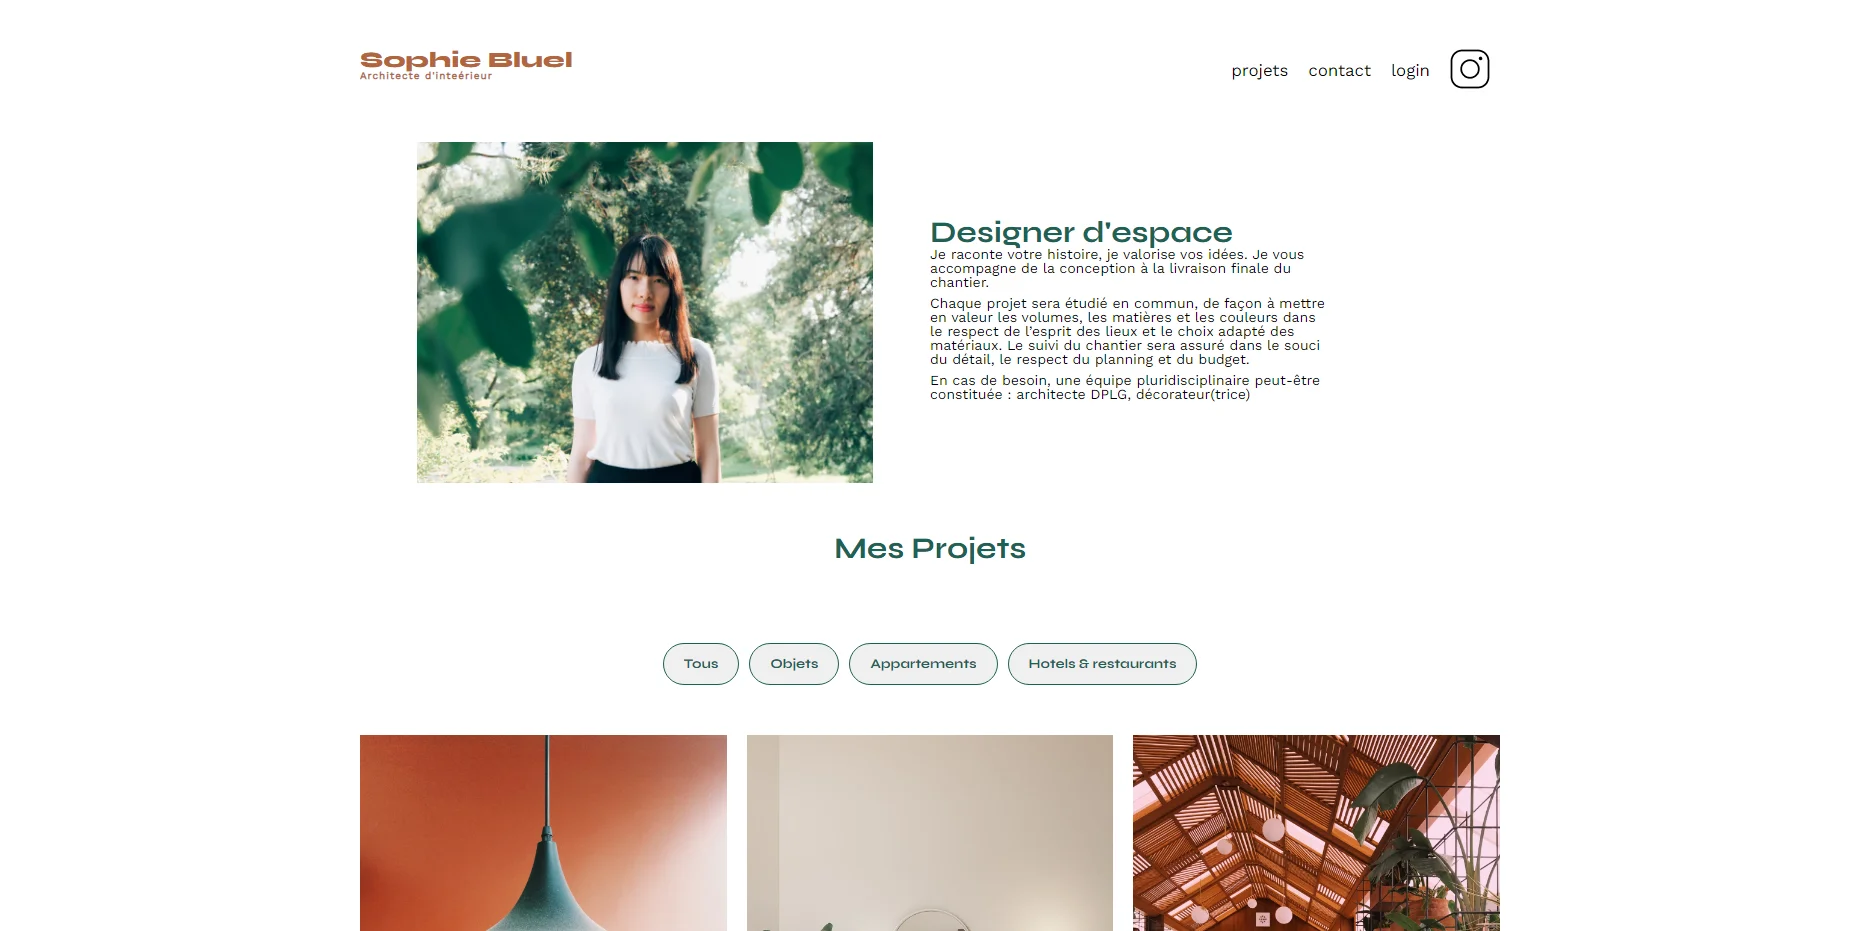 Sophie Bluel
Architecte d'inteérieur
projets contact login
Designer d'espace
Je raconte votre histoire, je valorise vos idées. Je vous
accompagne de la conception à la livraison finale du
chantier.
Chaque projet sera étudié en commun, de façon à mettre
en valeur les volumes, les matières et les couleurs dans
le respect de l’esprit des lieux et le choix adapté des
matériaux. Le suivi du chantier sera assuré dans le souci
du détail, le respect du planning et du budget.
En cas de besoin, une équipe pluridisciplinaire peut-être
constituée : architecte DPLG, décorateur(trice)
Mes Projets
Tous Objets Appartements Hotels & restaurants